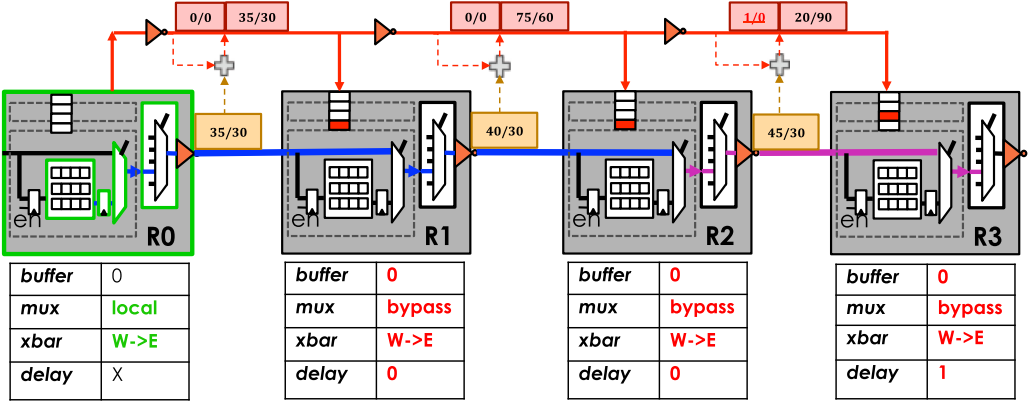 0/0 35/30
0/0 75/60
1/0 20/90
35/30
40/30
45/30
en R0
en R1
en R2
en R3
buffer 0
mux local
xbar W->E
delay X
buffer 0
mux bypass
xbar W->E
delay 0
buffer 0
mux bypass
xbar W->E
delay 0
buffer 0
mux bypass
xbar W->E
delay 1